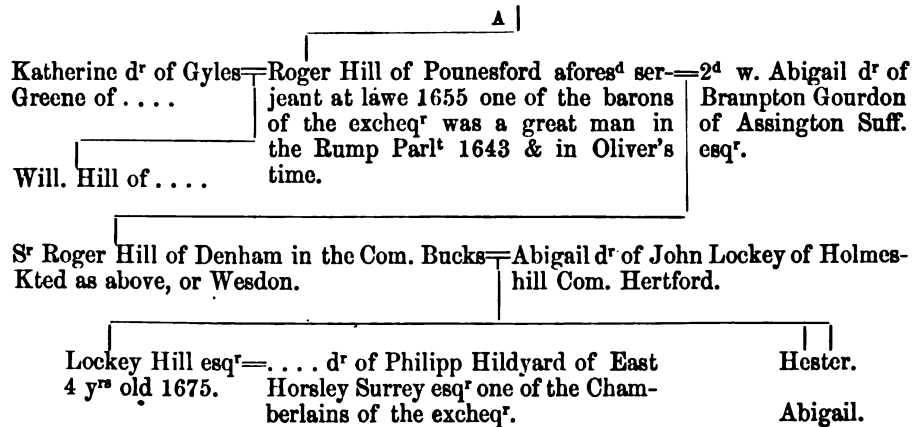 A
Katherine dʳ of Gyles
Greene of . . . .
Roger Hill of Pounesford aforesᵈ ser-
jeant at lawe 1655 one of the barons
of the excheqʳ was a great man in
the Rump Parlᵗ 1643 & in Oliver's
time.
2ᵈ w. Abigail dʳ of
Brampton Gourdon
of Assington Suff.
esqʳ.
Will. Hill of . . . .
Sʳ Roger Hill of Denham in the Com. Bucks
Kted as above, or Wesdon.
Abigail dʳ of John Lockey of Holmes-
hill Com. Hertford.
Lockey Hill esqʳ
4 yʳˢ old 1675.
. . . . dʳ of Philipp Hildyard of East
Horsley Surrey esqʳ one of the Cham-
berlains of the excheqʳ.
Hester.
Abigail.